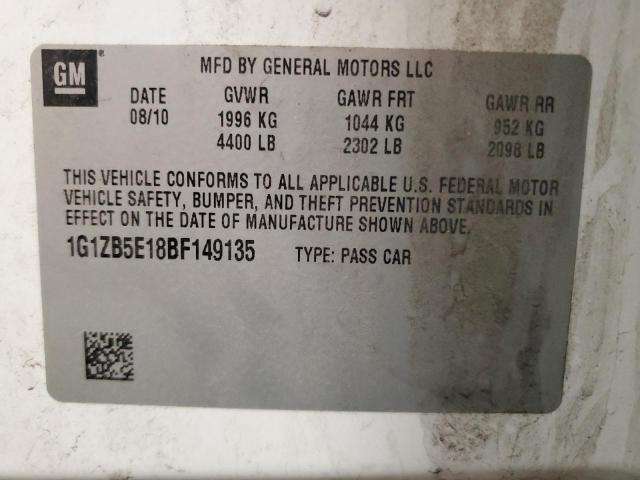 GM
MFD BY GENERAL MOTORS LLC
DATE GVWR GAWR FRT GAWR RR
08/10 1996 KG 1044 KG 952 KG
4400 LB 2302 LB 2098 LB
THIS VEHICLE CONFORMS TO ALL APPLICABLE U.S. FEDERAL MOTOR
VEHICLE SAFETY, BUMPER, AND THEFT PREVENTION STANDARDS IN
EFFECT ON THE DATE OF MANUFACTURE SHOWN ABOVE.
1G1ZB5E18BF149135 TYPE: PASS CAR